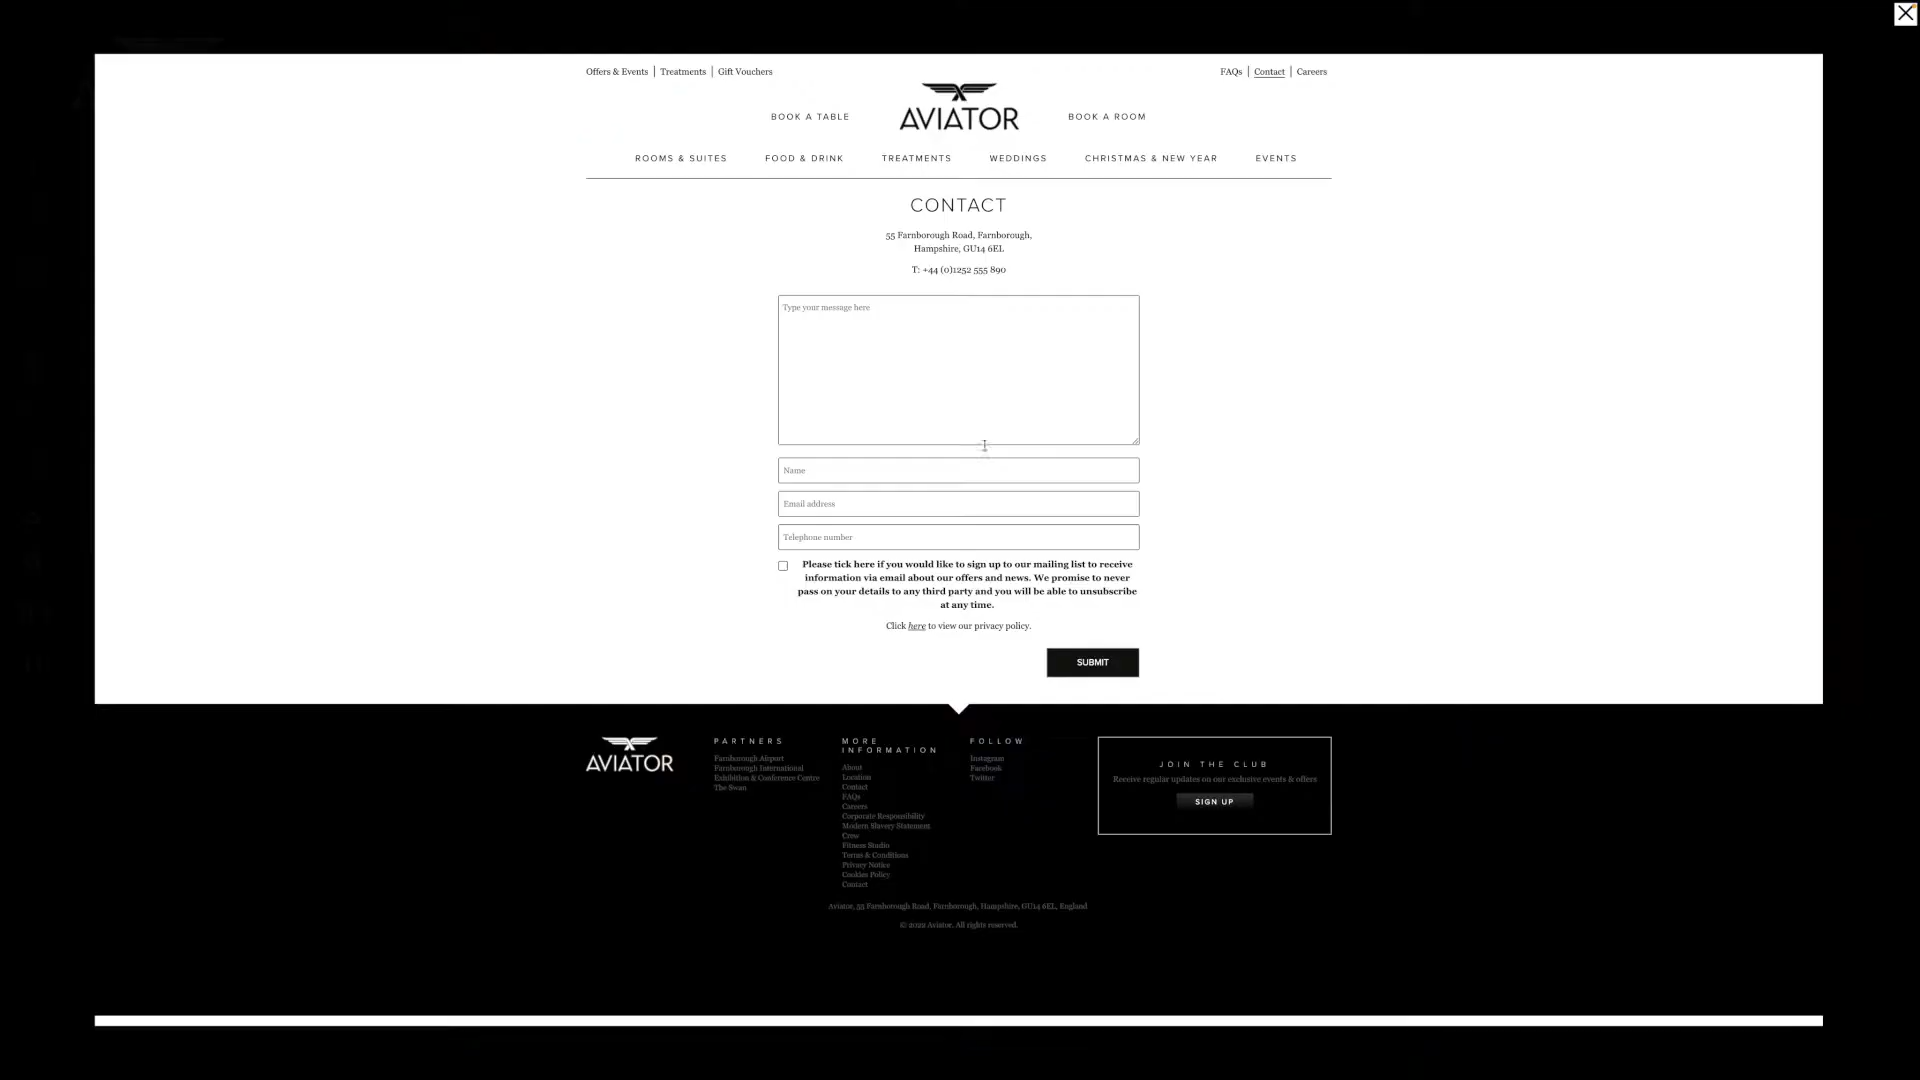 Offers & Events | Treatments | Gift Vouchers
FAQs | Contact | Careers
BOOK A TABLE
AVIATOR
BOOK A ROOM
ROOMS & SUITES FOOD & DRINK TREATMENTS WEDDINGS CHRISTMAS & NEW YEAR EVENTS
CONTACT
55 Farnborough Road, Farnborough,
Hampshire, GU14 6EL
T: +44 (0)1252 555 890
Type your message here
Name
Email address
Telephone number
Please tick here if you would like to sign up to our mailing list to receive
information via email about our offers and news. We promise to never
pass on your details to any third party and you will be able to unsubscribe
at any time.
Click here to view our privacy policy.
SUBMIT
AVIATOR
PARTNERS
Farnborough Airport
Farnborough International
Exhibition & Conference Centre
The Swan
MORE
INFORMATION
About
Location
Contact
FAQs
Careers
Corporate Responsibility
Modern Slavery Statement
Crew
Fitness Studio
Terms & Conditions
Privacy Notice
Cookies Policy
Contact
FOLLOW
Instagram
Facebook
Twitter
JOIN THE CLUB
Receive regular updates on our exclusive events & offers
SIGN UP
Aviator, 55 Farnborough Road, Farnborough, Hampshire, GU14 6EL, England
© 2022 Aviator. All rights reserved.